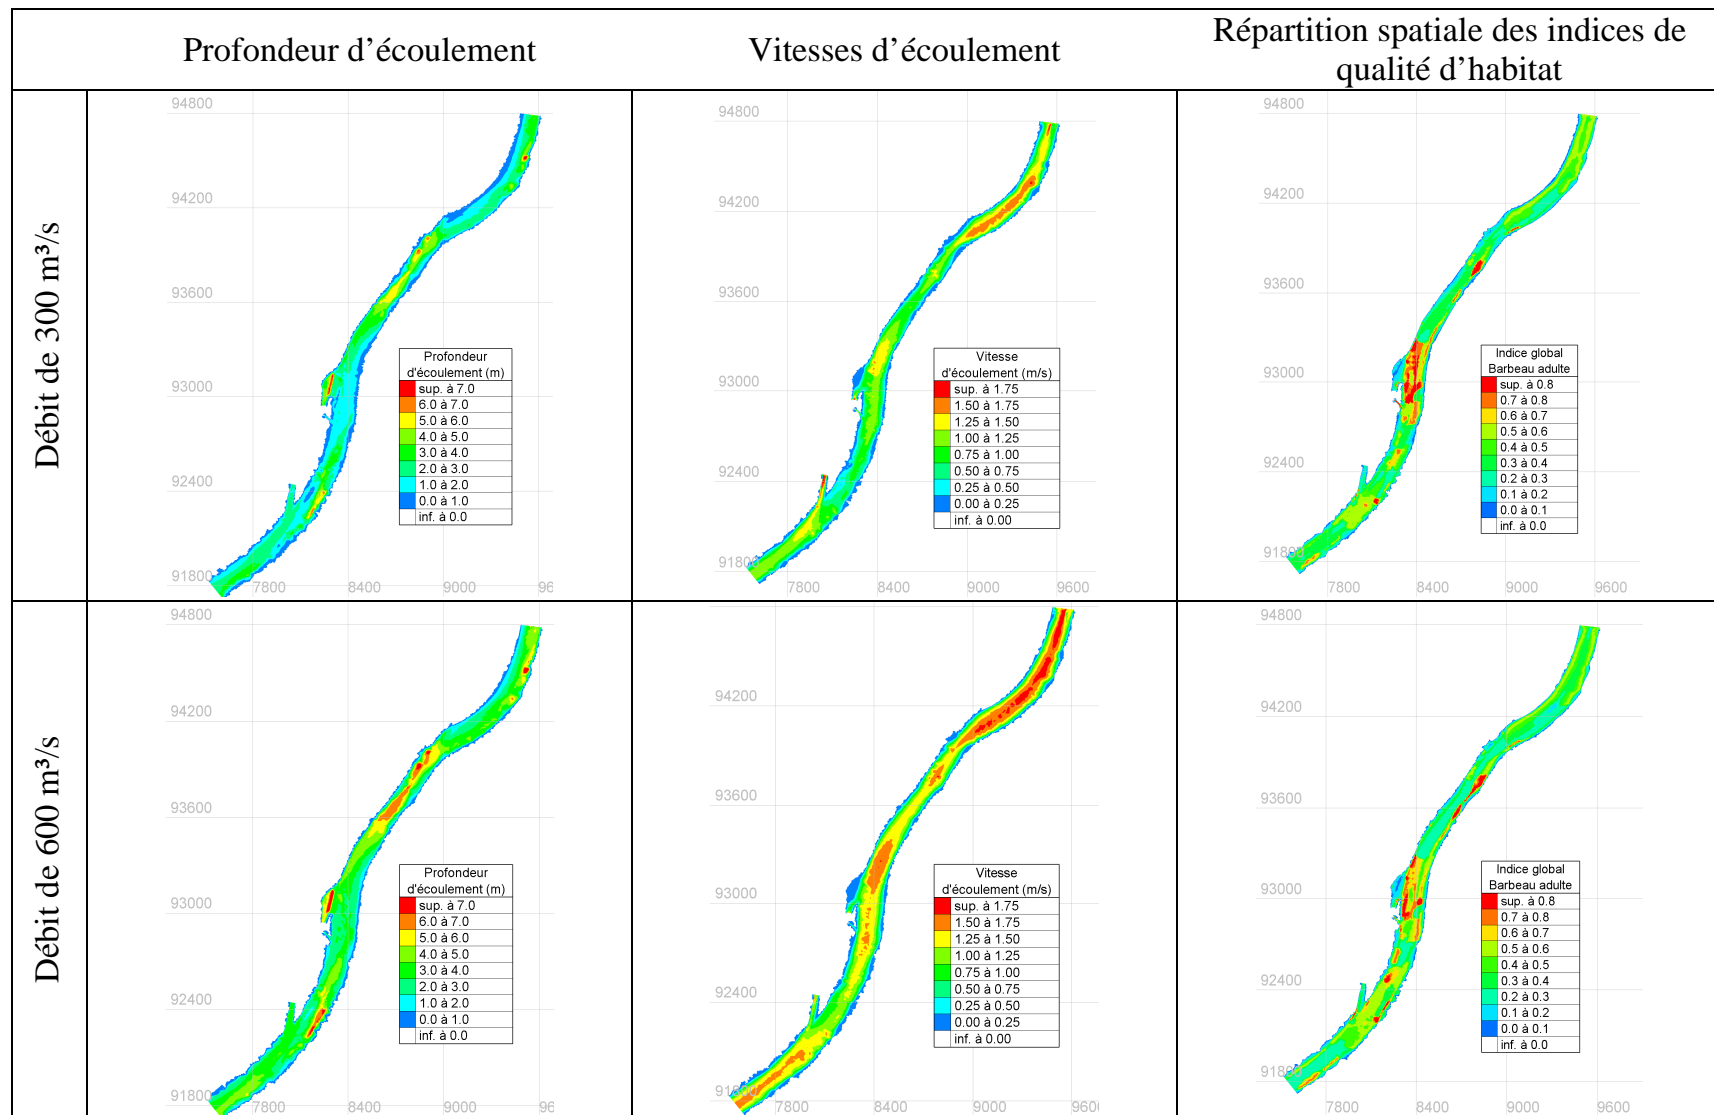 Profondeur d'écoulement
Vitesses d'écoulement
Répartition spatiale des indices de
qualité d'habitat
Débit de 300 m³/s
94800
94200
93600
93000
92400
91800
7800
8400
9000
96
Profondeur
d'écoulement (m)
sup. à 7.0
6.0 à 7.0
5.0 à 6.0
4.0 à 5.0
3.0 à 4.0
2.0 à 3.0
1.0 à 2.0
0.0 à 1.0
inf. à 0.0
94800
94200
93600
93000
92400
91800
7800
8400
9000
9600
Vitesse
d'écoulement (m/s)
sup. à 1.75
1.50 à 1.75
1.25 à 1.50
1.00 à 1.25
0.75 à 1.00
0.50 à 0.75
0.25 à 0.50
0.00 à 0.25
inf. à 0.00
94800
94200
93600
93000
92400
91800
7800
8400
9000
9600
Indice global
Barbeau adulte
sup. à 0.8
0.7 à 0.8
0.6 à 0.7
0.5 à 0.6
0.4 à 0.5
0.3 à 0.4
0.2 à 0.3
0.1 à 0.2
0.0 à 0.1
inf. à 0.0
Débit de 600 m³/s
94800
94200
93600
93000
92400
91800
7800
8400
9000
96
Profondeur
d'écoulement (m)
sup. à 7.0
6.0 à 7.0
5.0 à 6.0
4.0 à 5.0
3.0 à 4.0
2.0 à 3.0
1.0 à 2.0
0.0 à 1.0
inf. à 0.0
94200
93600
93000
92400
91800
7800
8400
9000
9600
Vitesse
d'écoulement (m/s)
sup. à 1.75
1.50 à 1.75
1.25 à 1.50
1.00 à 1.25
0.75 à 1.00
0.50 à 0.75
0.25 à 0.50
0.00 à 0.25
inf. à 0.00
94800
94200
93600
93000
92400
91800
7800
8400
9000
9600
Indice global
Barbeau adulte
sup. à 0.8
0.7 à 0.8
0.6 à 0.7
0.5 à 0.6
0.4 à 0.5
0.3 à 0.4
0.2 à 0.3
0.1 à 0.2
0.0 à 0.1
inf. à 0.0